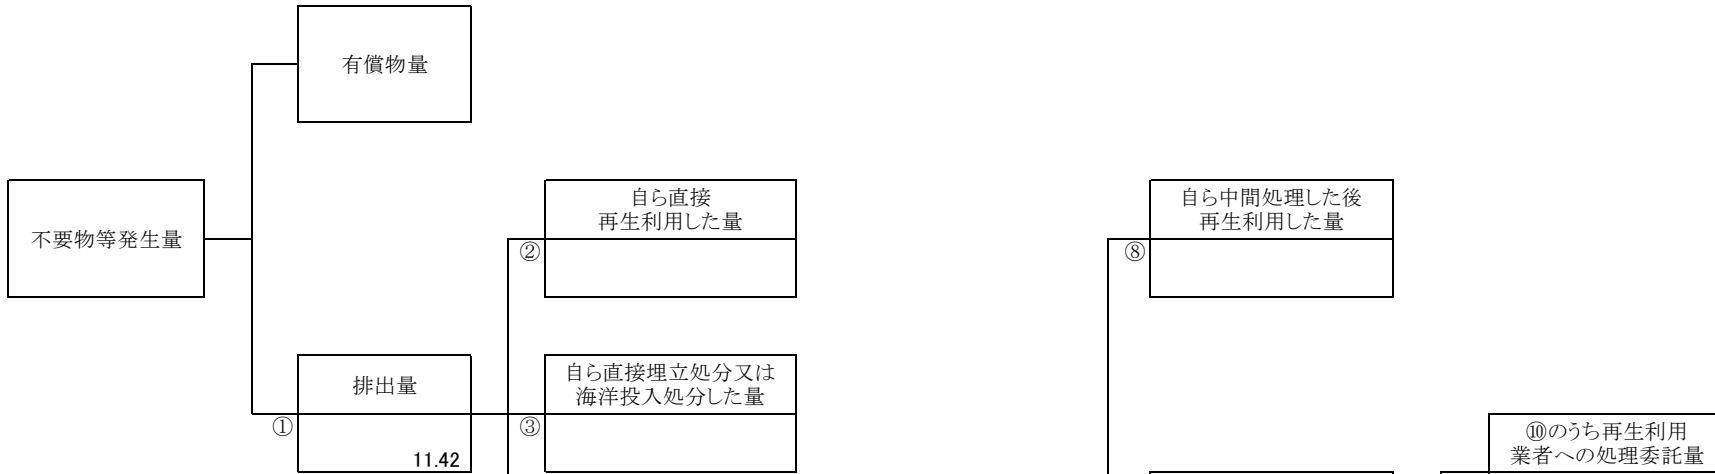 有償物量
不要物等発生量
自ら直接
再生利用した量
②
自ら中間処理した後
再生利用した量
⑧
排出量
①
11.42
自ら直接埋立処分又は
海洋投入処分した量
③
⑩のうち再生利用
業者への処理委託量